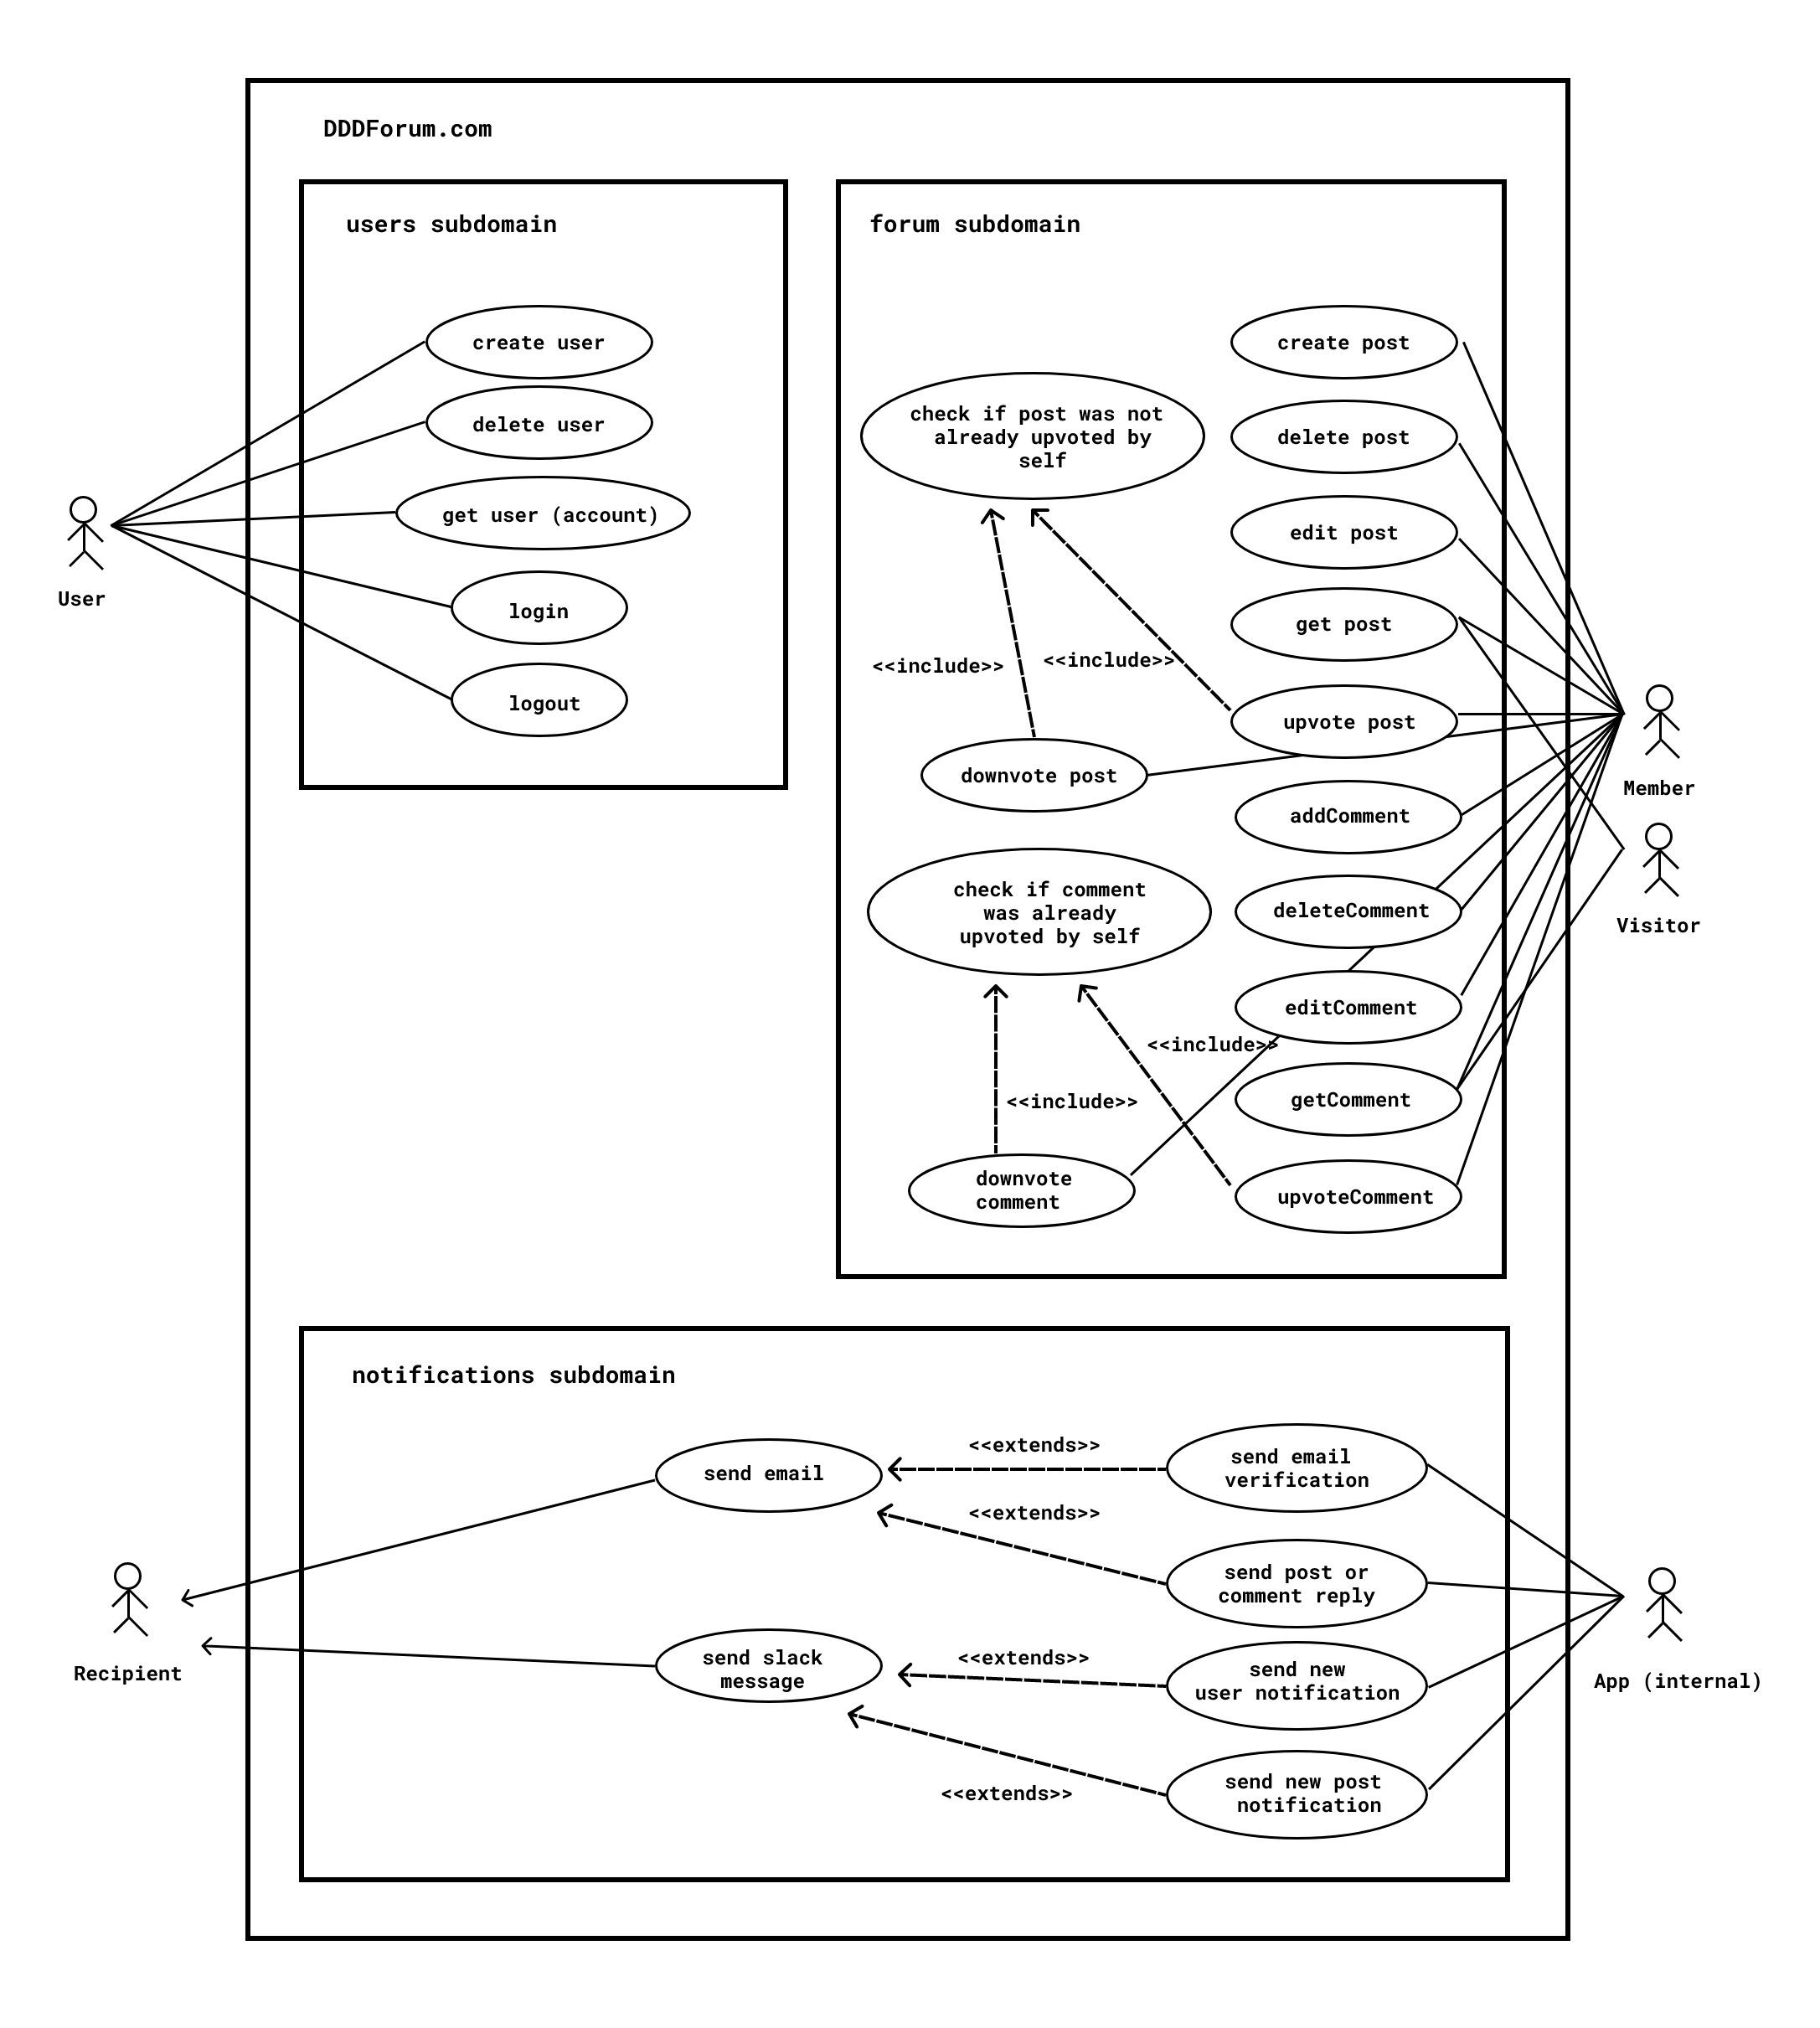 DDDForum.com
users subdomain
create user
delete user
get user (account)
login
logout
User
forum subdomain
create post
check if post was not
already upvoted by
self
delete post
edit post
get post
<<include>>
<<include>>
upvote post
downvote post
addComment
check if comment
was already
upvoted by self
deleteComment
editComment
<<include>>
<<include>>
getComment
downvote
comment
upvoteComment
Member
Visitor
notifications subdomain
send email
<<extends>>
send email
verification
<<extends>>
send post or
comment reply
send slack
message
<<extends>>
send new
user notification
<<extends>>
send new post
notification
Recipient
App (internal)